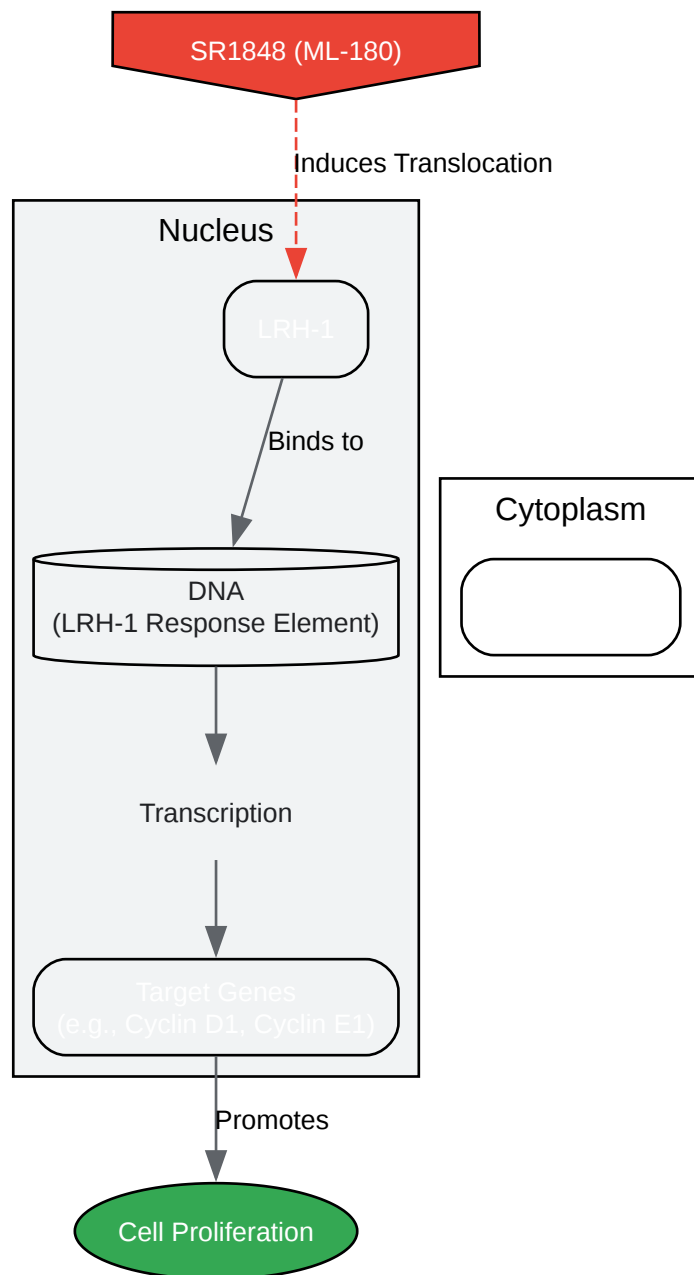 SR1848 (ML-180)
Induces Translocation
Nucleus
LRH-1
Binds to
Cytoplasm
DNA
(LRH-1 Response Element)
Transcription
Target Genes
(e.g., Cyclin D1, Cyclin E1)
Promotes
Cell Proliferation